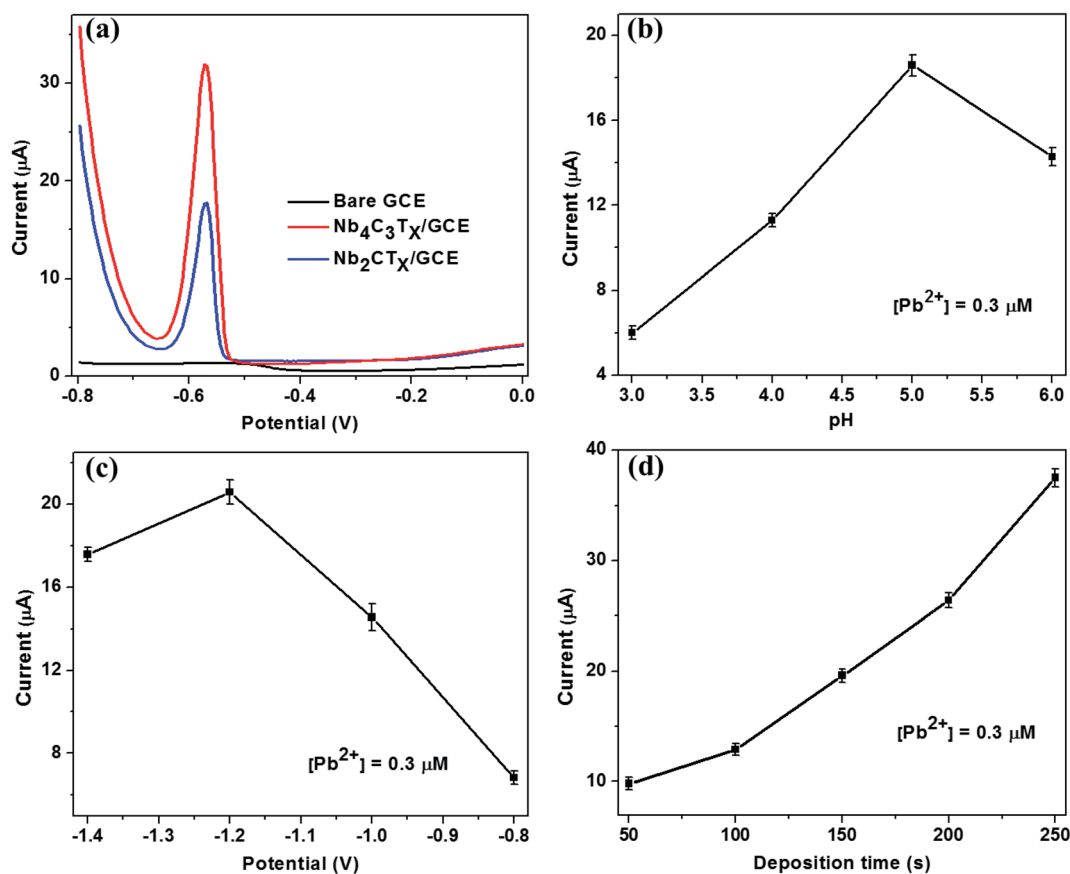 (a)
Current (μA)
30
20
10
0
Bare GCE
Nb4C3TX/GCE
Nb2CTX/GCE
-0.8 -0.6 -0.4 -0.2 0.0
Potential (V)
(b)
Current (μA)
20
16
12
8
4
[Pb2+] = 0.3 μM
3.0 3.5 4.0 4.5 5.0 5.5 6.0
pH
(c)
Current (μA)
20
16
12
8
[Pb2+] = 0.3 μM
-1.4 -1.3 -1.2 -1.1 -1.0 -0.9 -0.8
Potential (V)
(d)
Current (μA)
40
30
20
10
[Pb2+] = 0.3 μM
50 100 150 200 250
Deposition time (s)